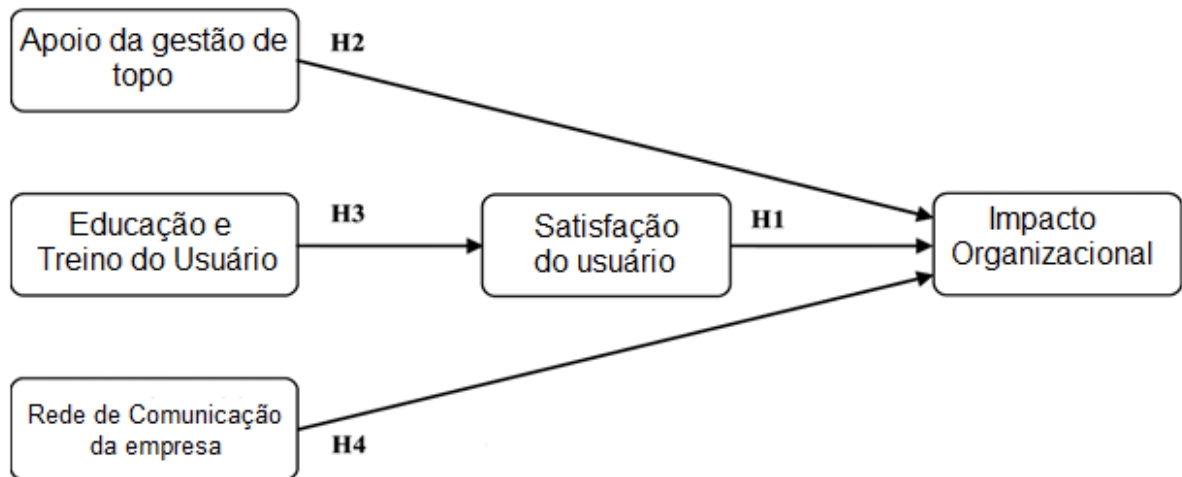 Apoio da gestão de
topo
H2
Educação e
Treino do Usuário
H3
Satisfação
do usuário
H1
Impacto
Organizacional
Rede de Comunicação
da empresa
H4